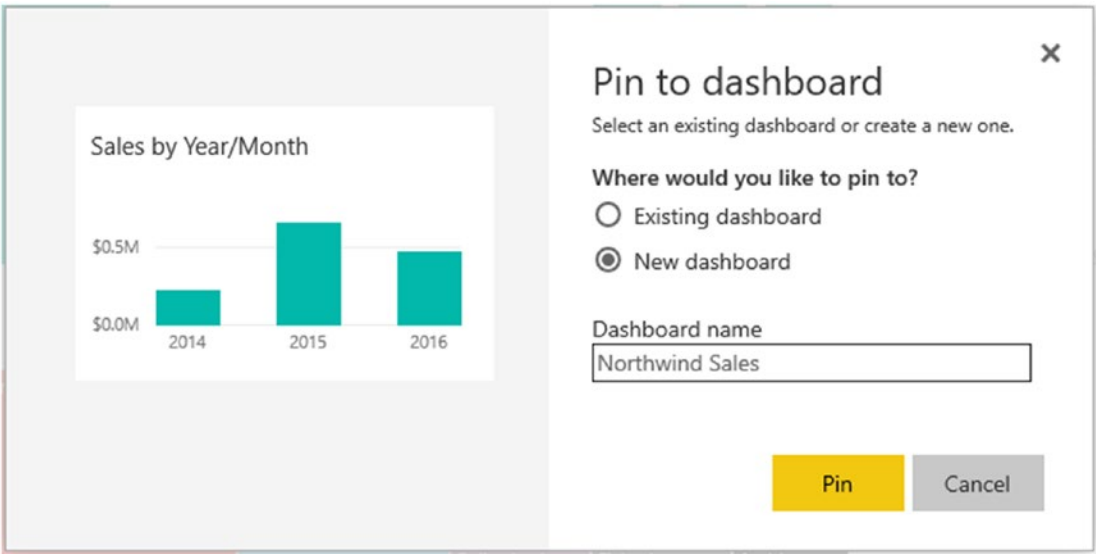 Sales by Year/Month
$0.5M
$0.0M
2014 2015 2016
×
Pin to dashboard
Select an existing dashboard or create a new one.
Where would you like to pin to?
Existing dashboard
New dashboard
Dashboard name
Northwind Sales
Pin Cancel